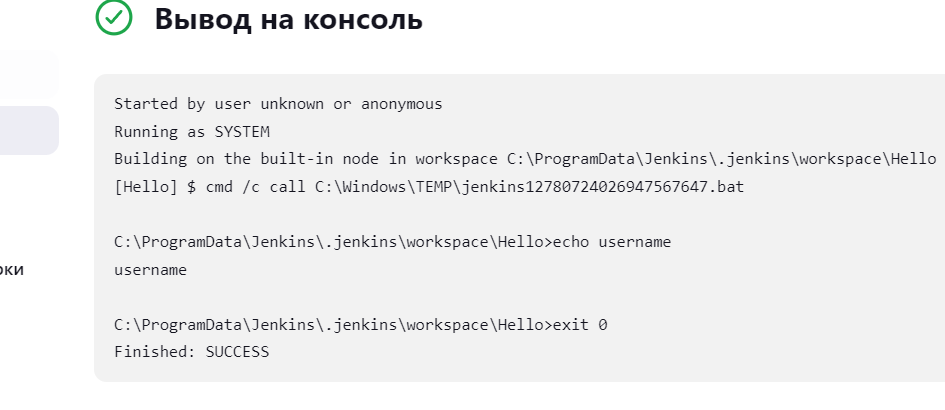 Вывод на консоль
Started by user unknown or anonymous
Running as SYSTEM
Building on the built-in node in workspace C:\ProgramData\Jenkins\.jenkins\workspace\Hello
[Hello] $ cmd /c call C:\Windows\TEMP\jenkins12780724026947567647.bat
C:\ProgramData\Jenkins\.jenkins\workspace\Hello>echo username
username
C:\ProgramData\Jenkins\.jenkins\workspace\Hello>exit 0
Finished: SUCCESS